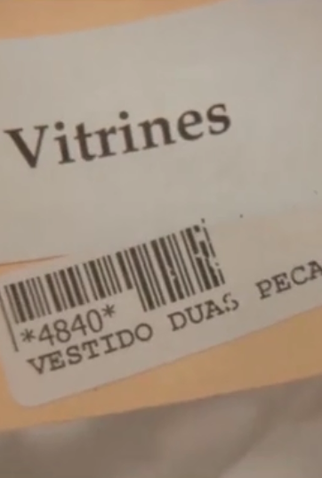 Vitrines
*4840*
VESTIDO DUAS PECA